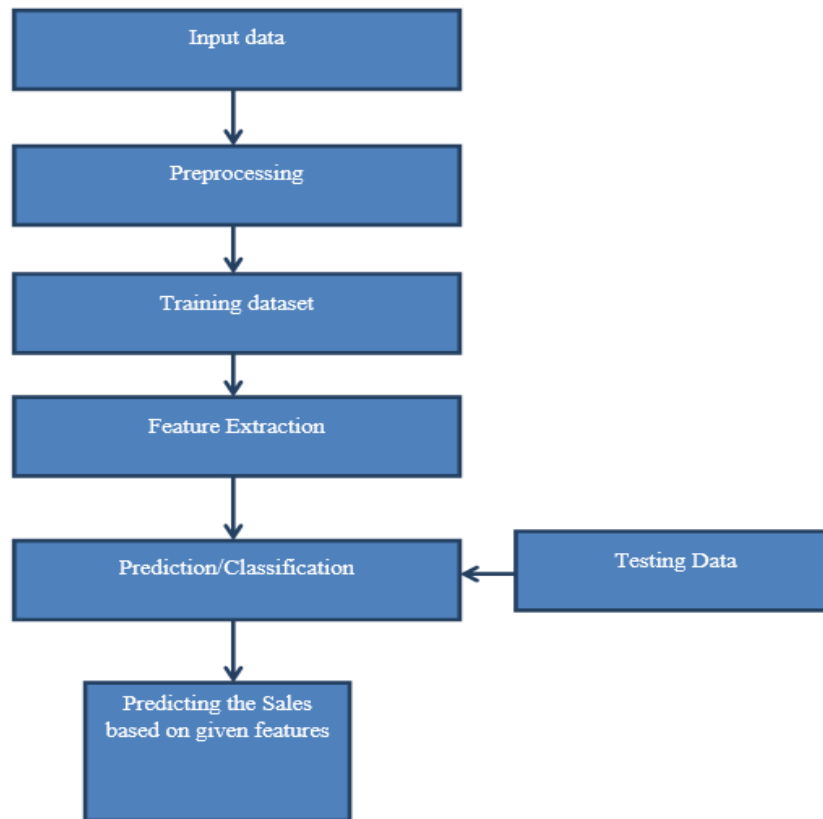 Input data
Preprocessing
Training dataset
Feature Extraction
Prediction/Classification
Testing Data
Predicting the Sales
based on given features